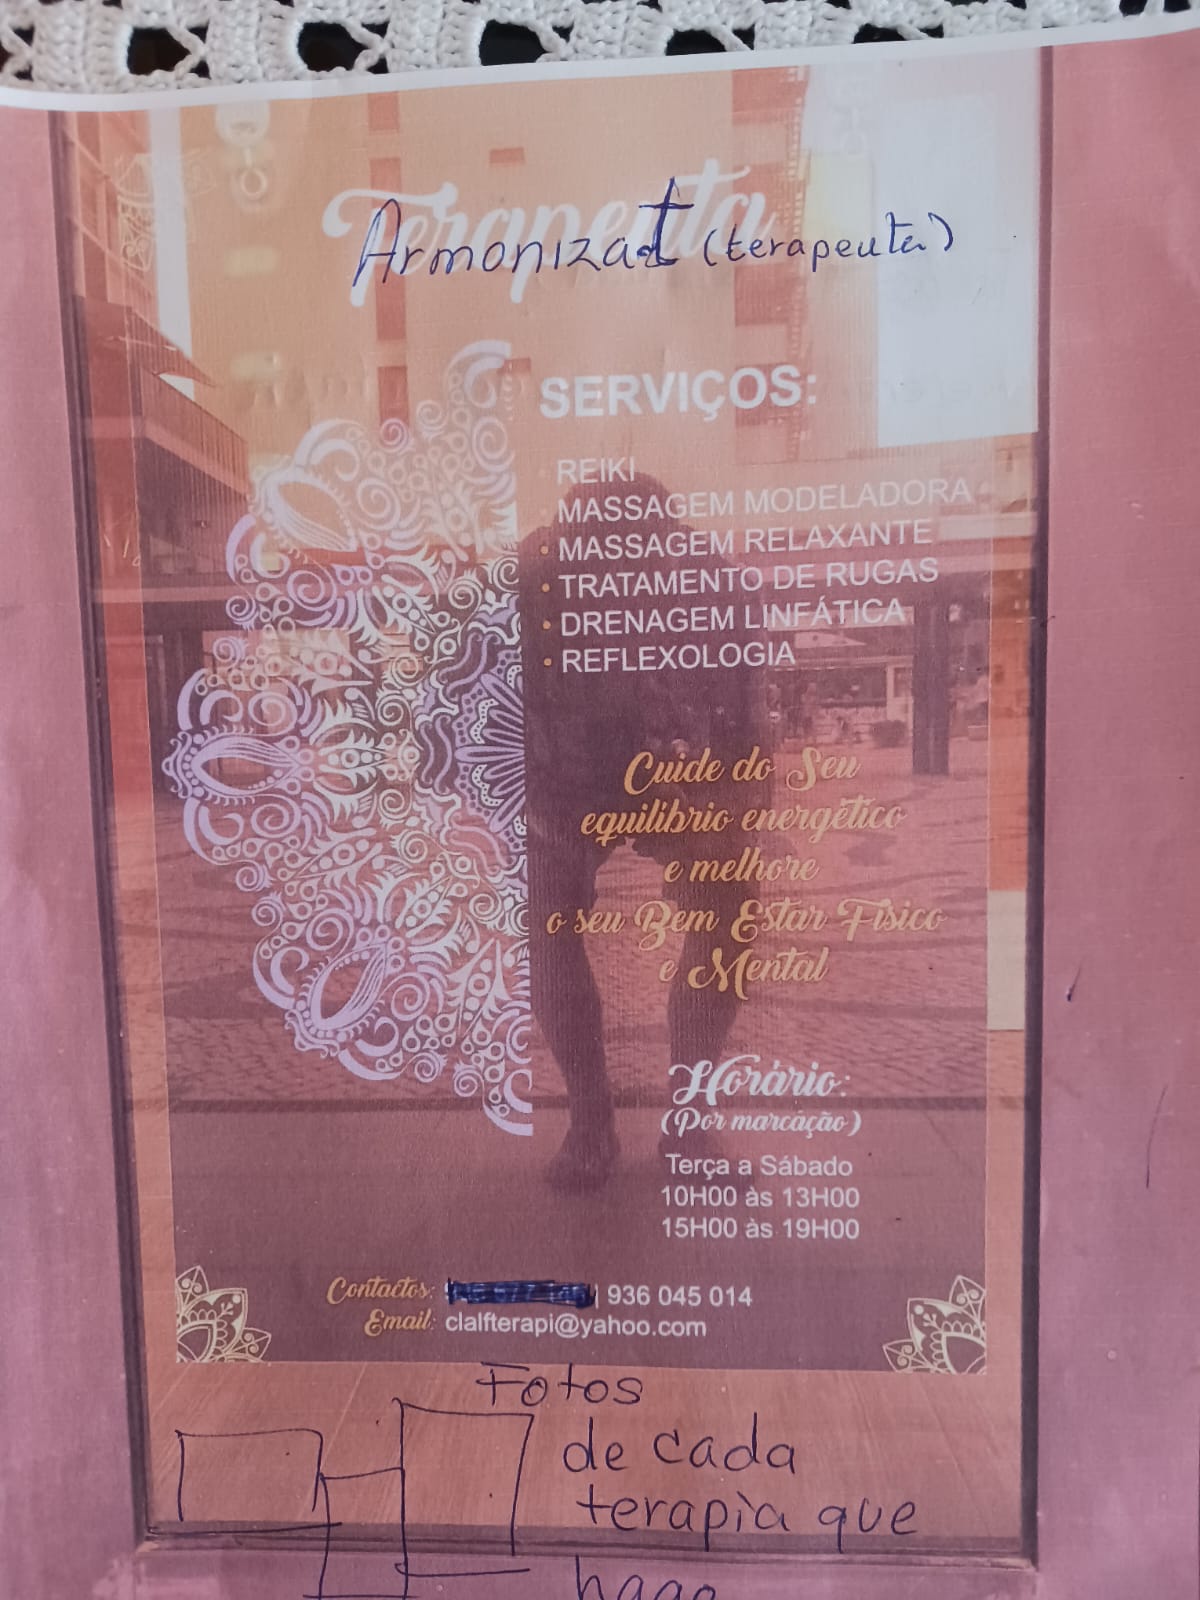 Terapeuta
Armonizat (terapeuta)
SERVIÇOS:
REIKI
MASSAGEM MODELADORA
• MASSAGEM RELAXANTE
• TRATAMENTO DE RUGAS
• DRENAGEM LINFÁTICA
• REFLEXOLOGIA
Cuide do Seu
equilíbrio energético
e melhore
o seu Bem Estar Físico
e Mental
Horário:
(Por marcação)
Terça a Sábado
10H00 às 13H00
15H00 às 19H00
Contactos: | 936 045 014
Email: clalfterapi@yahoo.com
Fotos
de cada
terapia que
hago